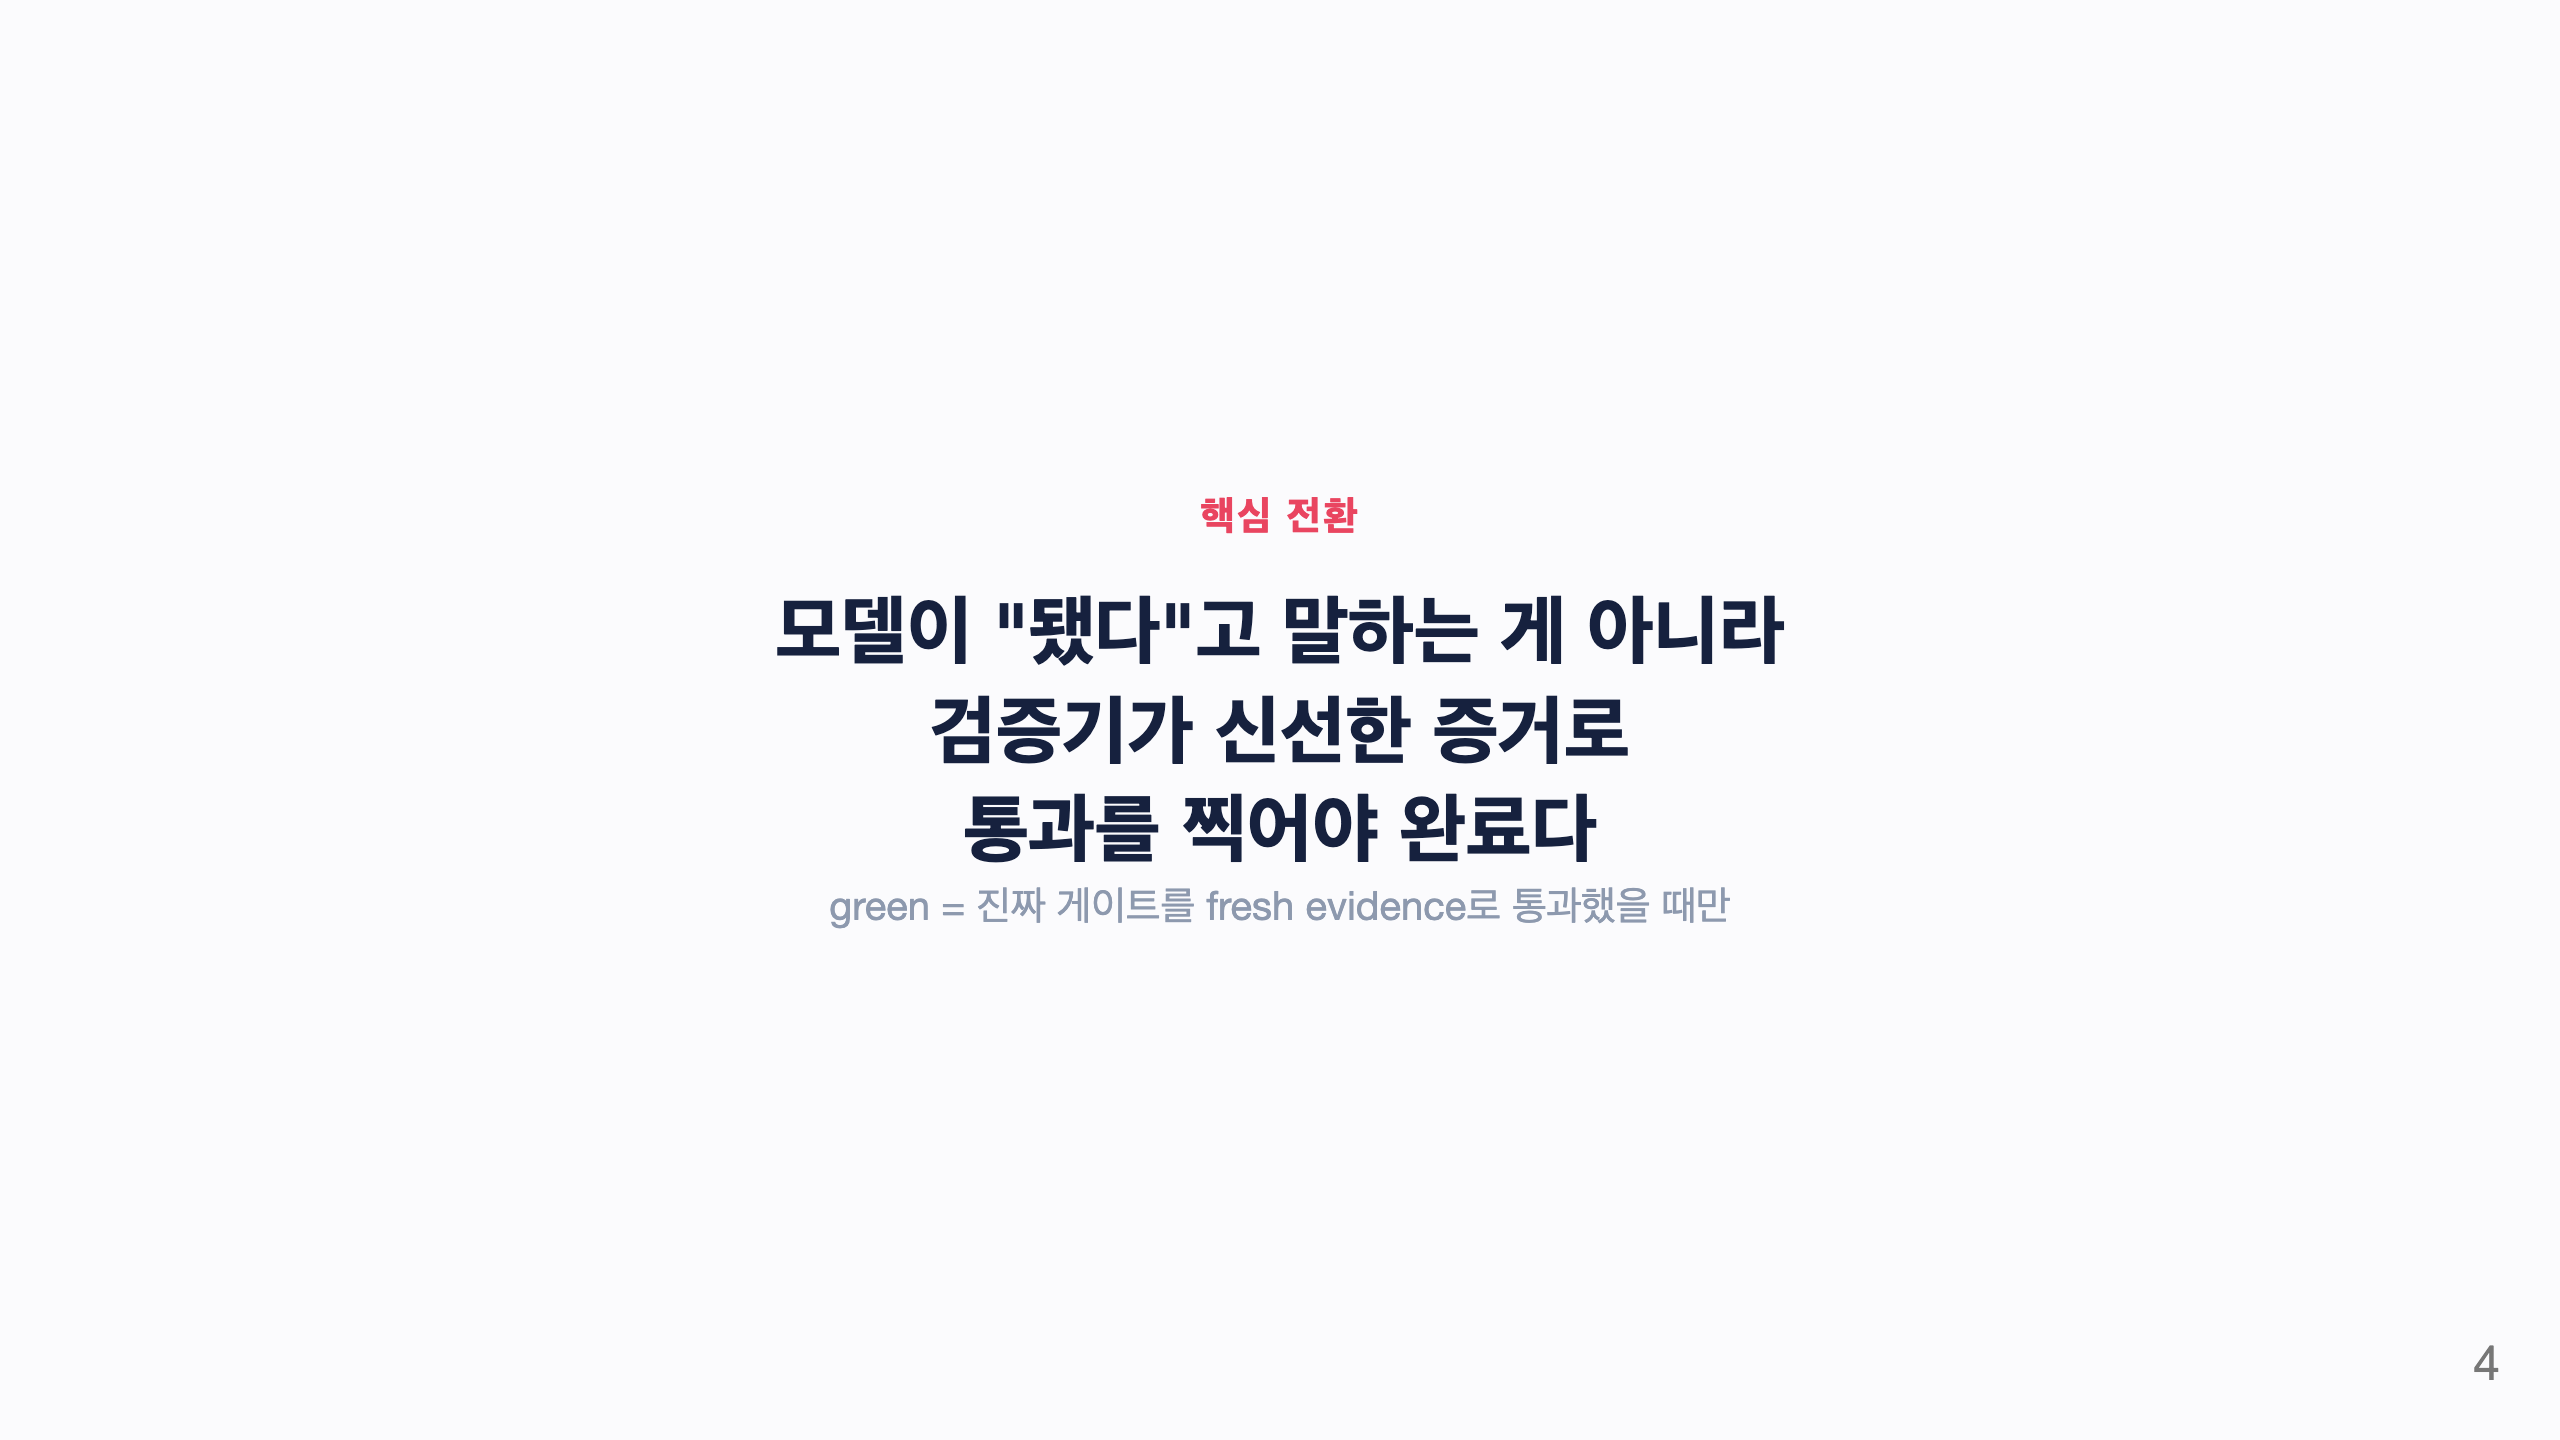 핵심 전환
모델이 "됐다"고 말하는 게 아니라
검증기가 신선한 증거로
통과를 찍어야 완료다
green = 진짜 게이트를 fresh evidence로 통과했을 때만
4